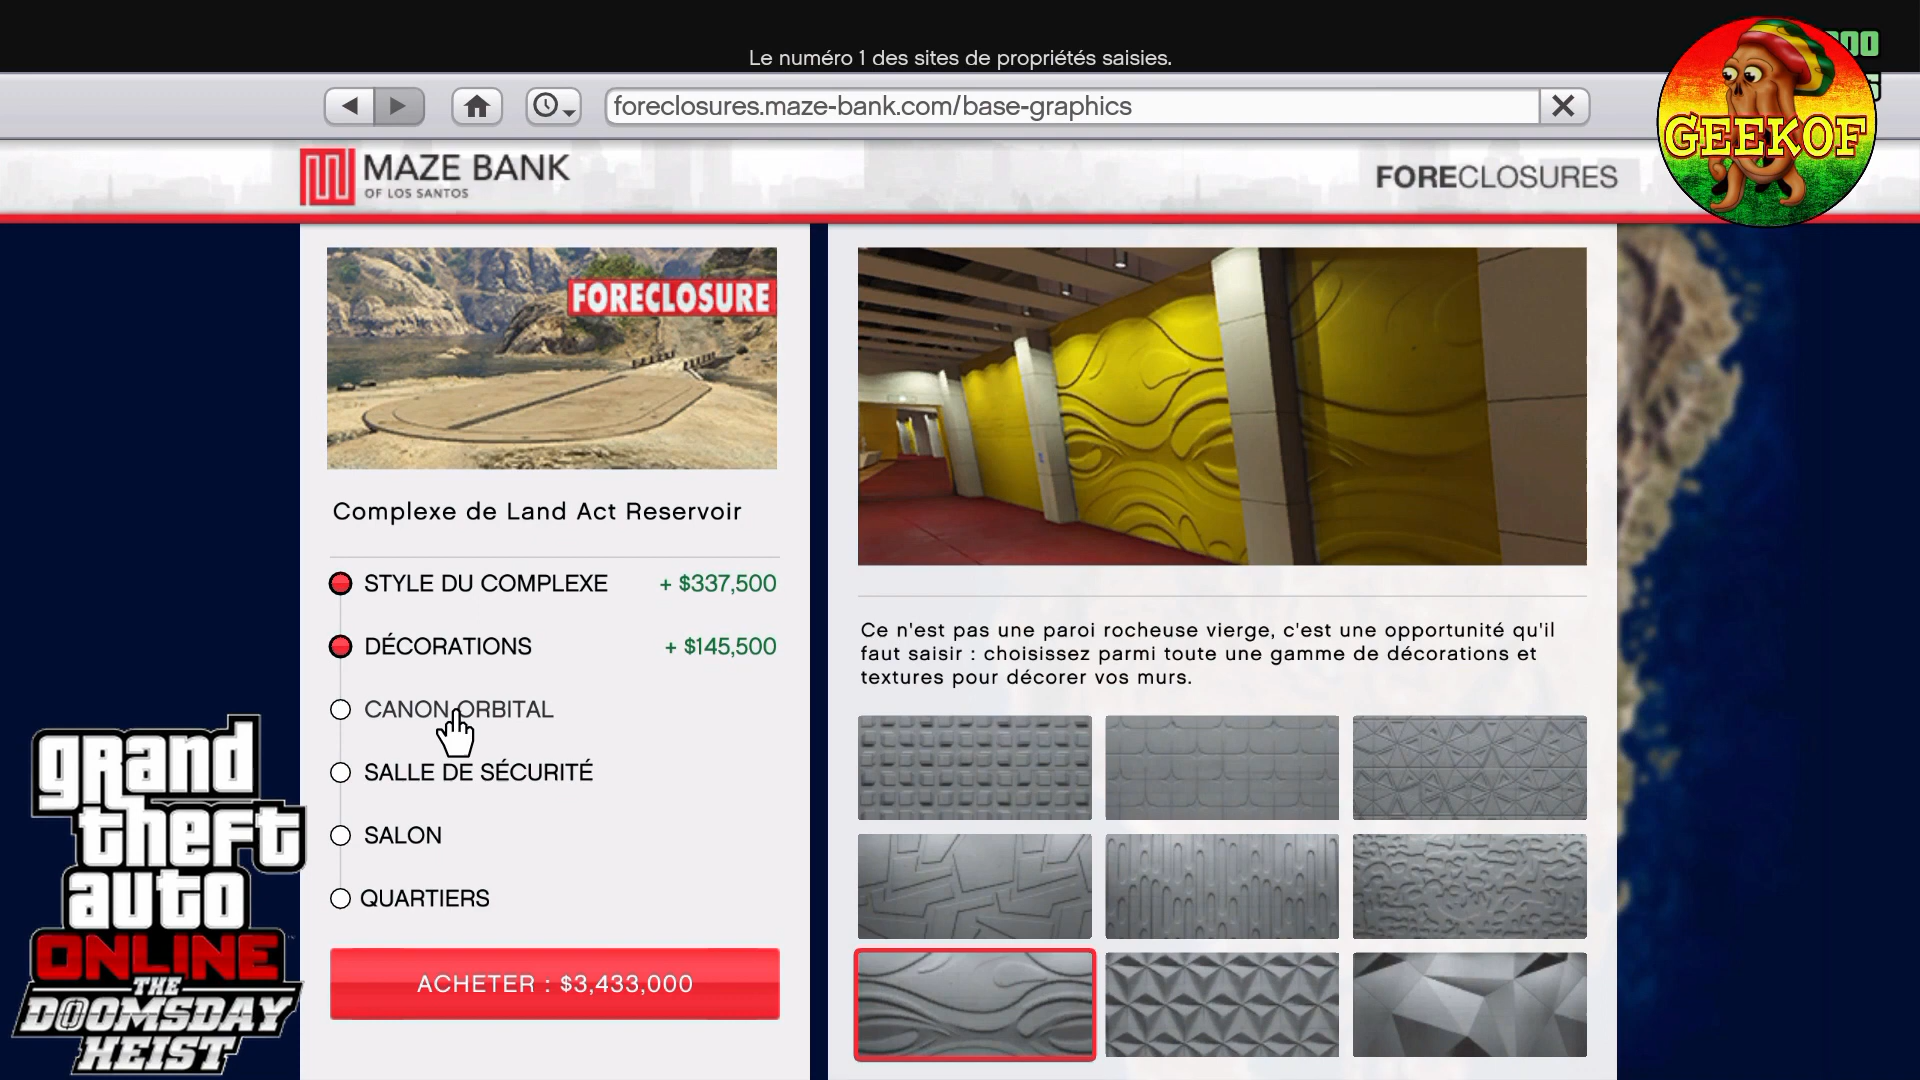 Le numéro 1 des sites de propriétés saisies.
foreclosures.maze-bank.com/base-graphics
GEEKOF
MAZE BANK
OF LOS SANTOS
FORECLOSURES
FORECLOSURE
Complexe de Land Act Reservoir
STYLE DU COMPLEXE + $337,500
DÉCORATIONS + $145,500
CANON ORBITAL
SALLE DE SÉCURITÉ
SALON
QUARTIERS
ACHETER : $3,433,000
Ce n'est pas une paroi rocheuse vierge, c'est une opportunité qu'il
faut saisir : choisissez parmi toute une gamme de décorations et
textures pour décorer vos murs.
grand
theft
auto
ONLINE
THE
DOOMSDAY
HEIST